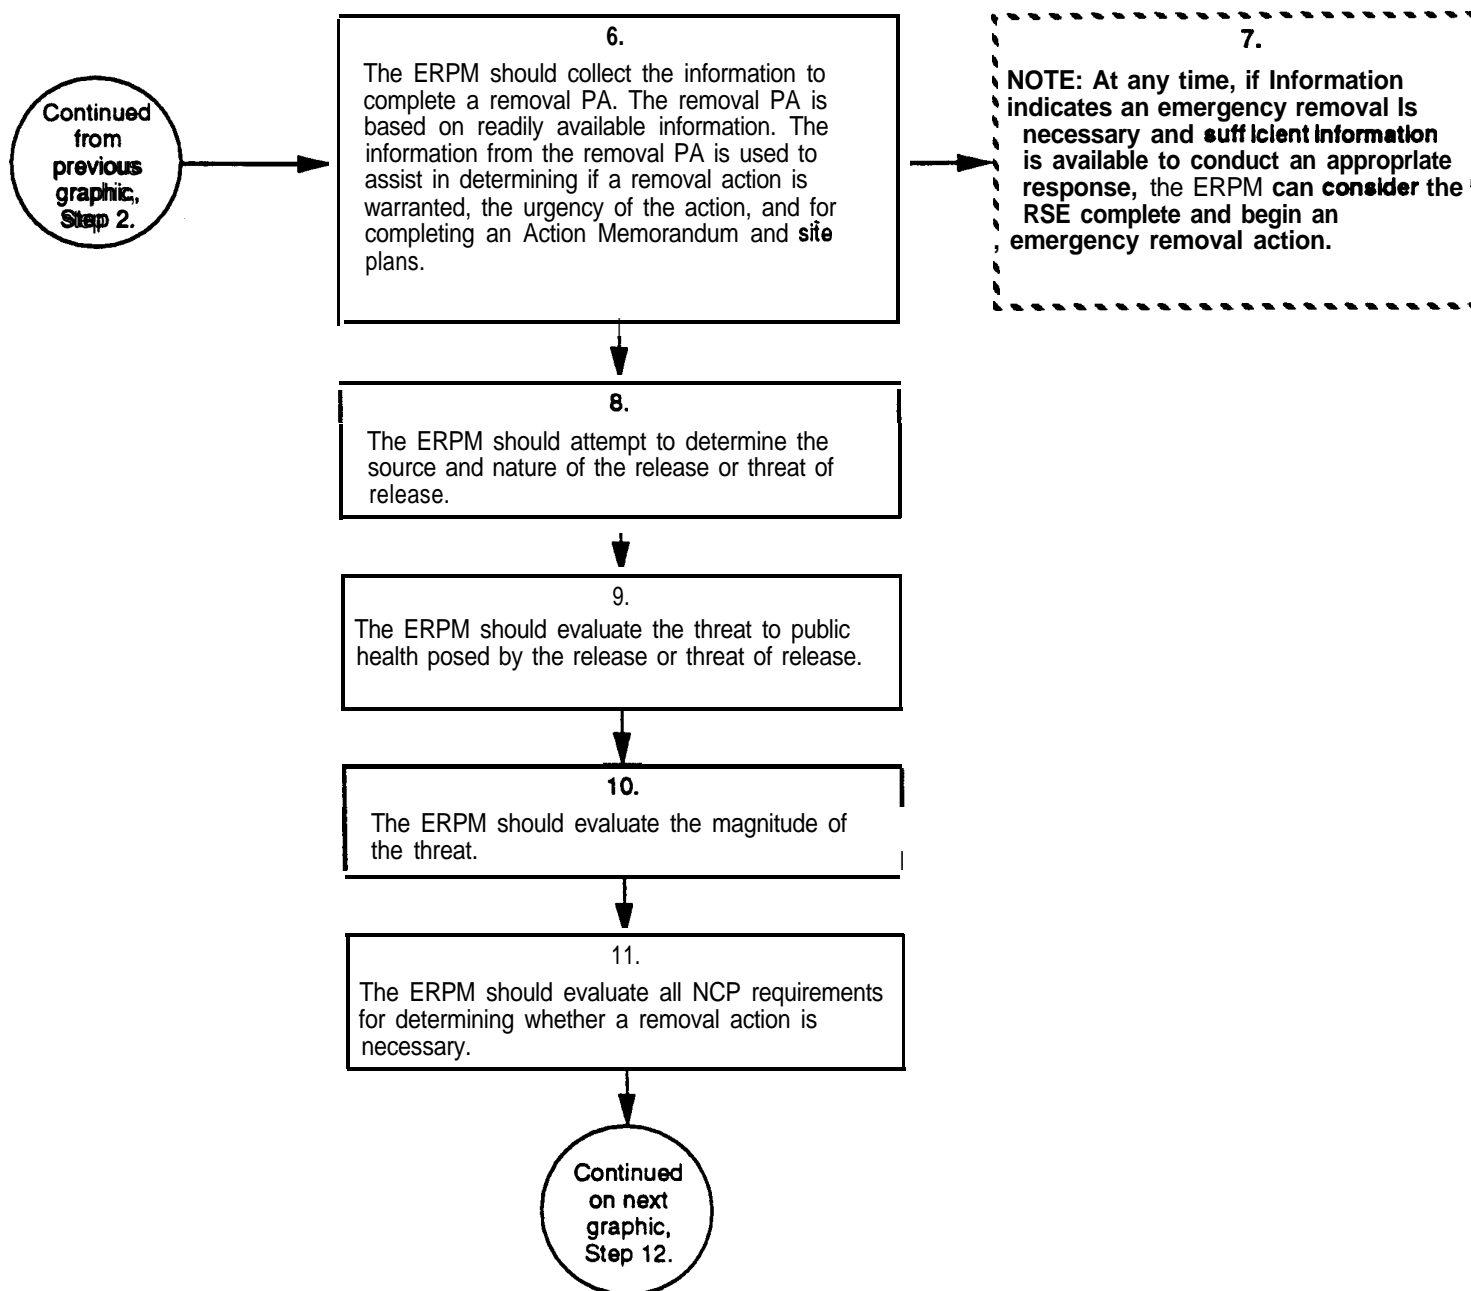 Continued
from
previous
graphic,
Step 2.
6.
The ERPM should collect the information to
complete a removal PA. The removal PA is
based on readily available information. The
information from the removal PA is used to
assist in determining if a removal action is
warranted, the urgency of the action, and for
completing an Action Memorandum and site
plans.
7.
NOTE: At any time, if Information
indicates an emergency removal Is
necessary and sufficient information
is available to conduct an appropriate
response, the ERPM can consider the
RSE complete and begin an
emergency removal action.
8.
The ERPM should attempt to determine the
source and nature of the release or threat of
release.
9.
The ERPM should evaluate the threat to public
health posed by the release or threat of release.
10.
The ERPM should evaluate the magnitude of
the threat.
11.
The ERPM should evaluate all NCP requirements
for determining whether a removal action is
necessary.
Continued
on next
graphic,
Step 12.